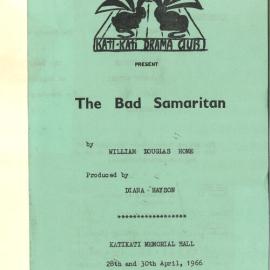 KATI-KATI DRAMA CLUB
PRESENT
The Bad Samaritan
by
WILLIAM DOUGLAS HOME
Produced by
DIANA HAYSON
******************
KATIKATI MEMORIAL HALL
28th and 30th April, 1966